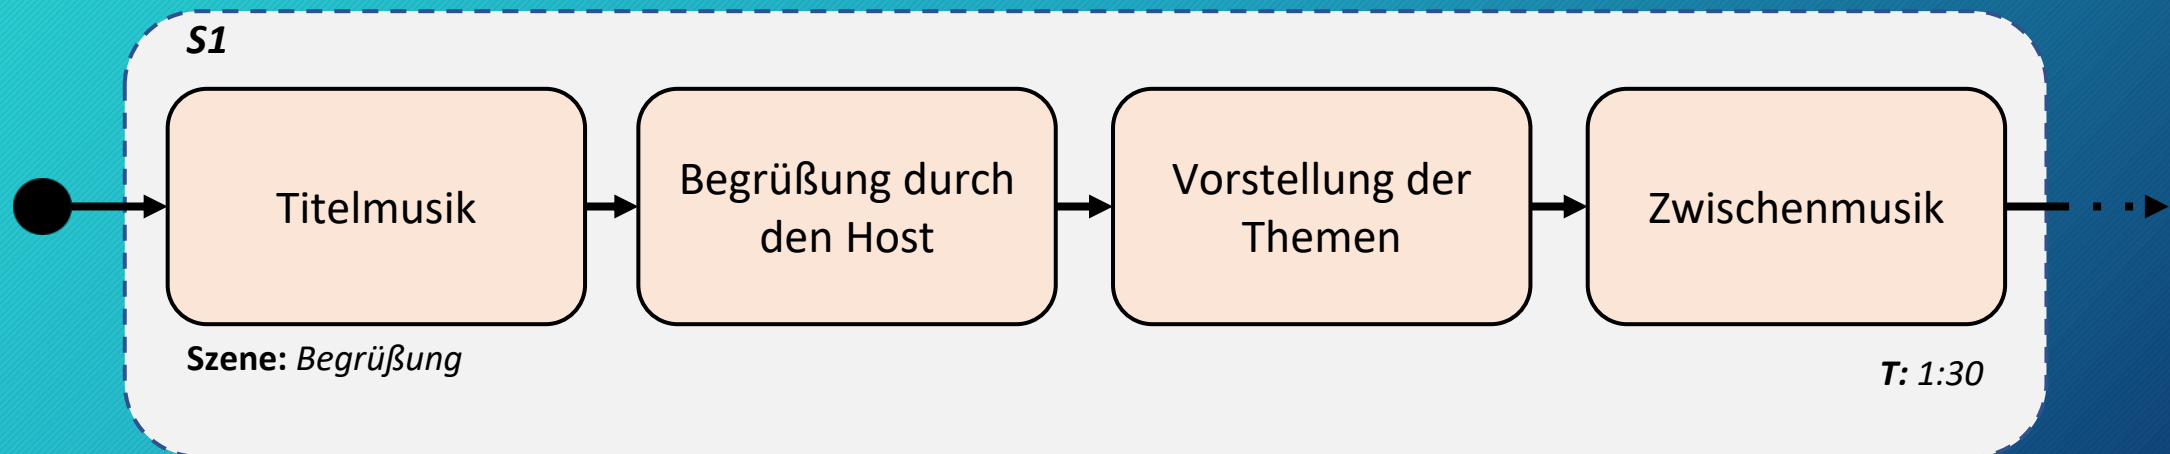 S1
Titelmusik
Begrüßung durch
den Host
Vorstellung der
Themen
Zwischenmusik
Szene: Begrüßung
T: 1:30